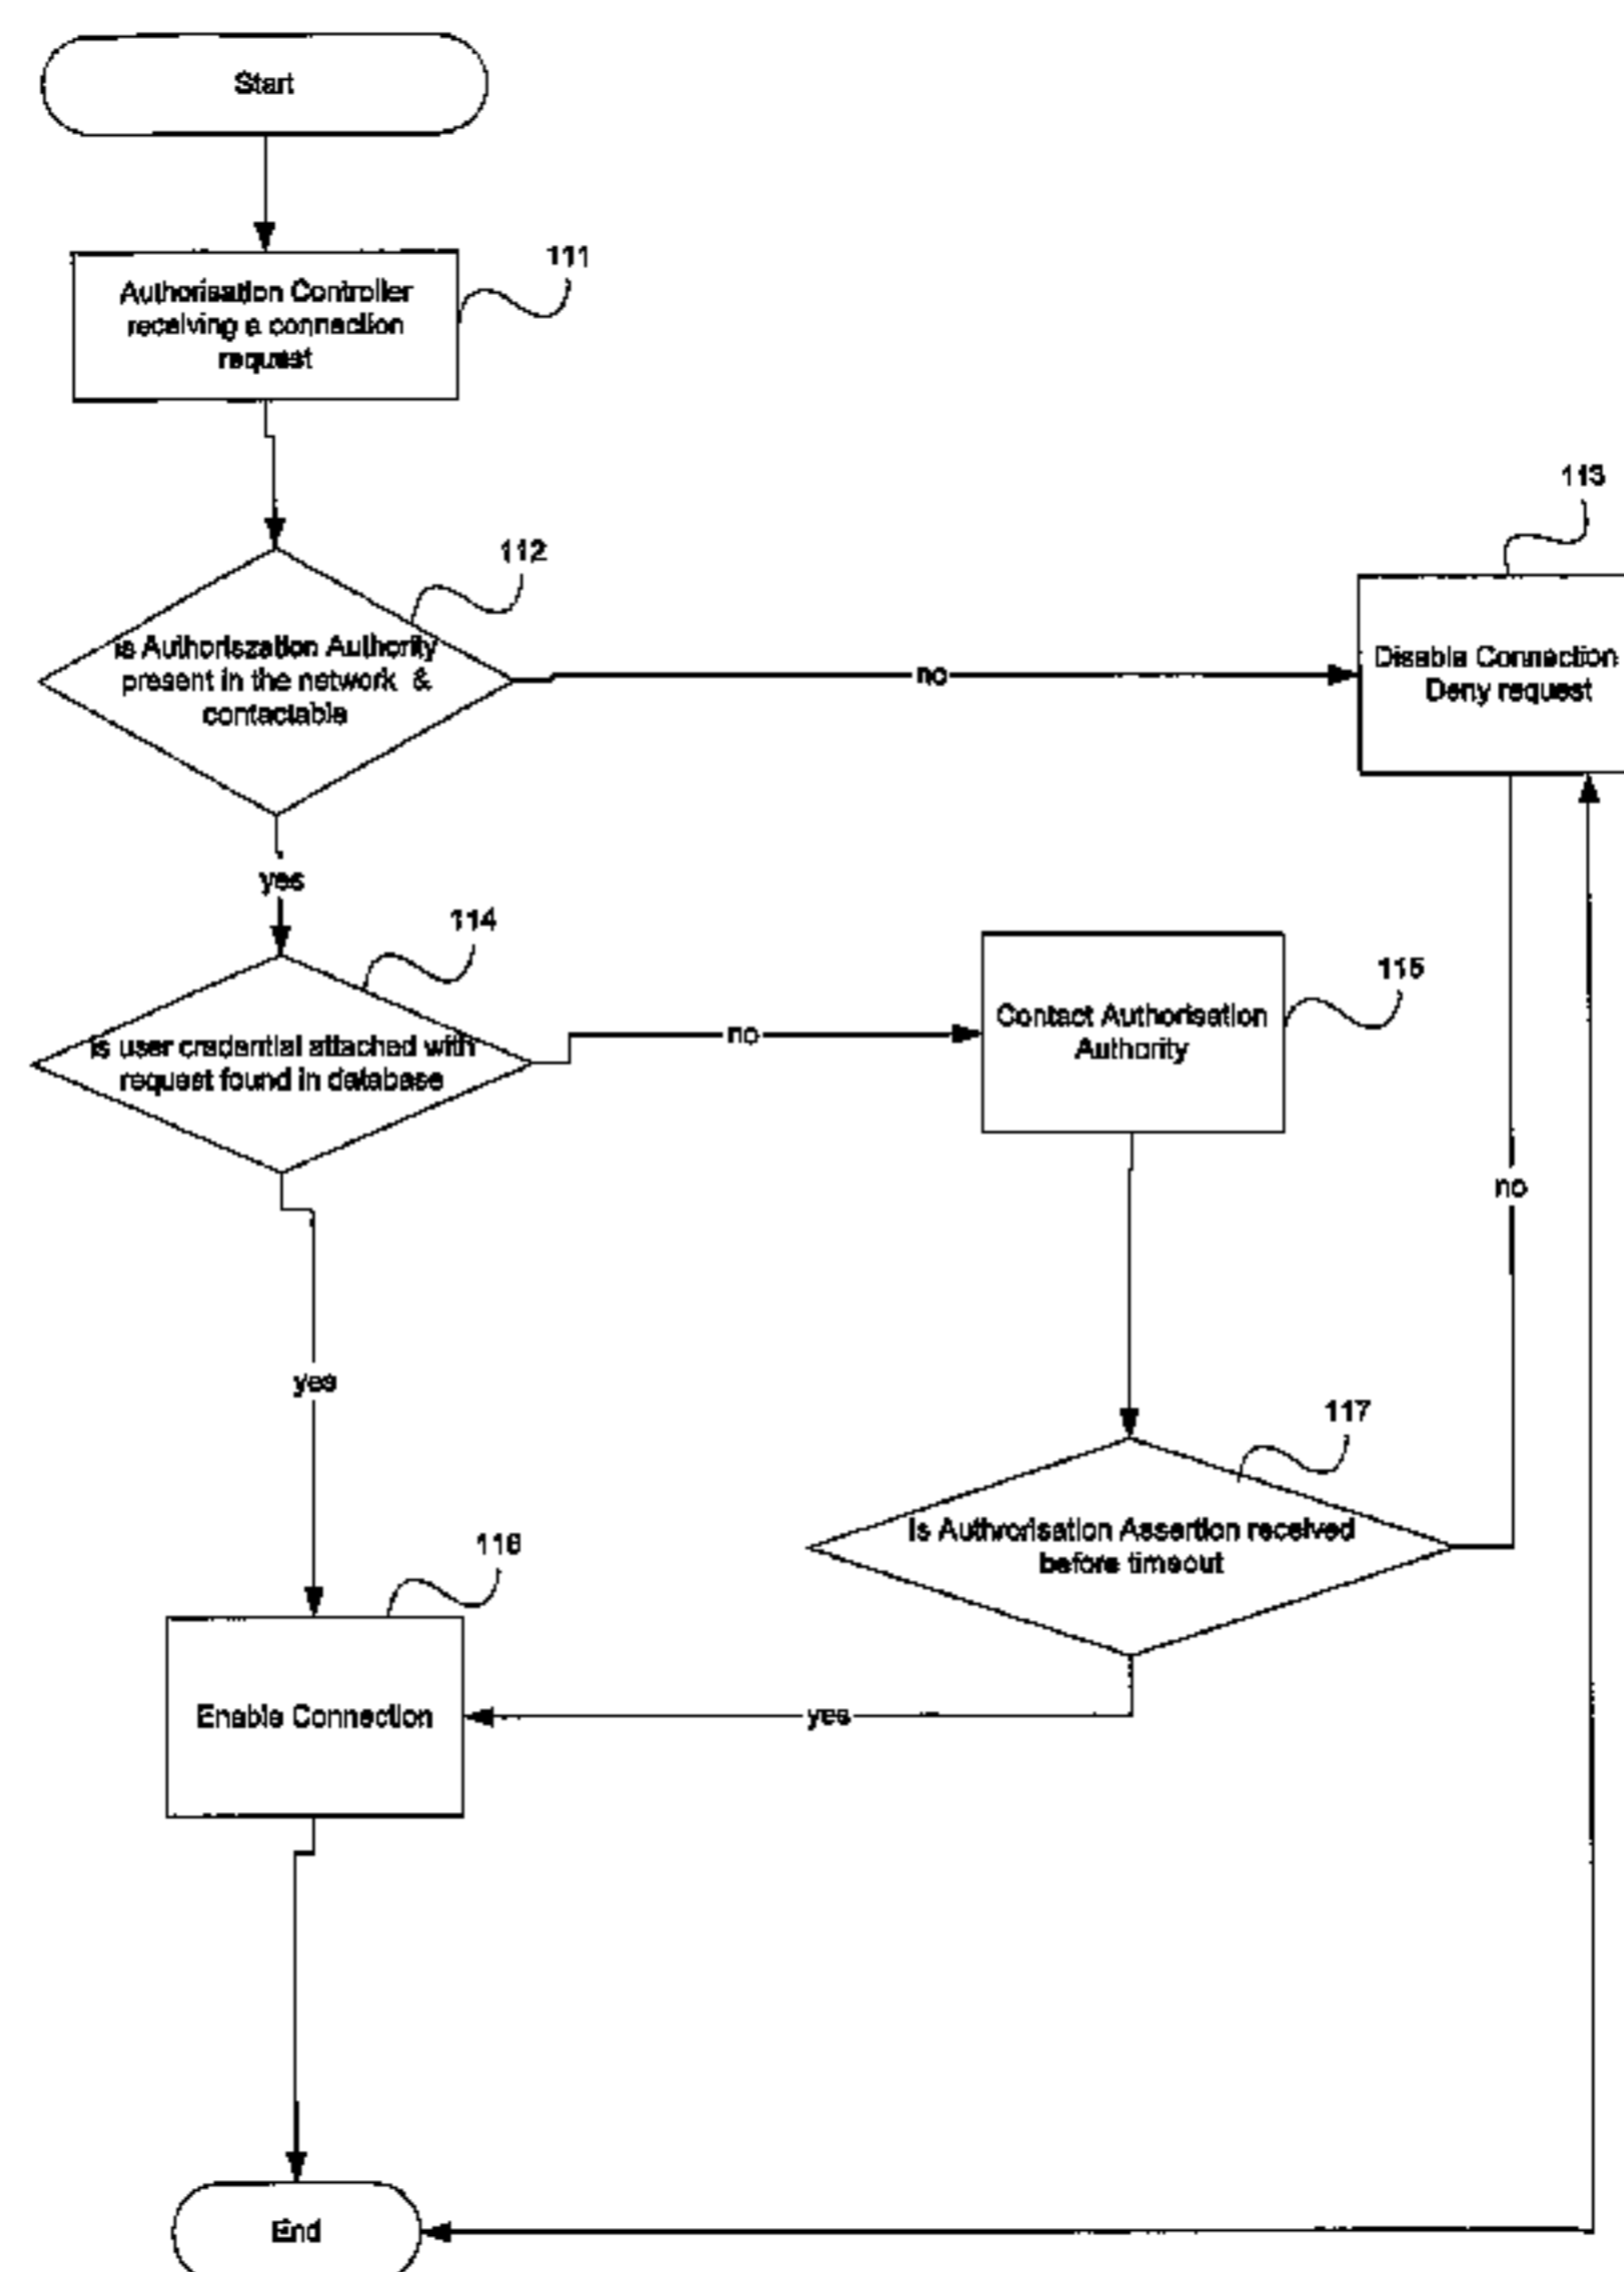 Start
111
Authorisation Controller
receiving a connection
request
113
112
is Authoriszation Authority
present in the network &
contactable
no
Disable Connection
Deny request
yes
114
115
Contact Authorisation
Authority
is user credential attached with
request found in database
no
no
yes
117
Is Authrorisation Assertion received
before timeout
116
Enable Connection
yes
End